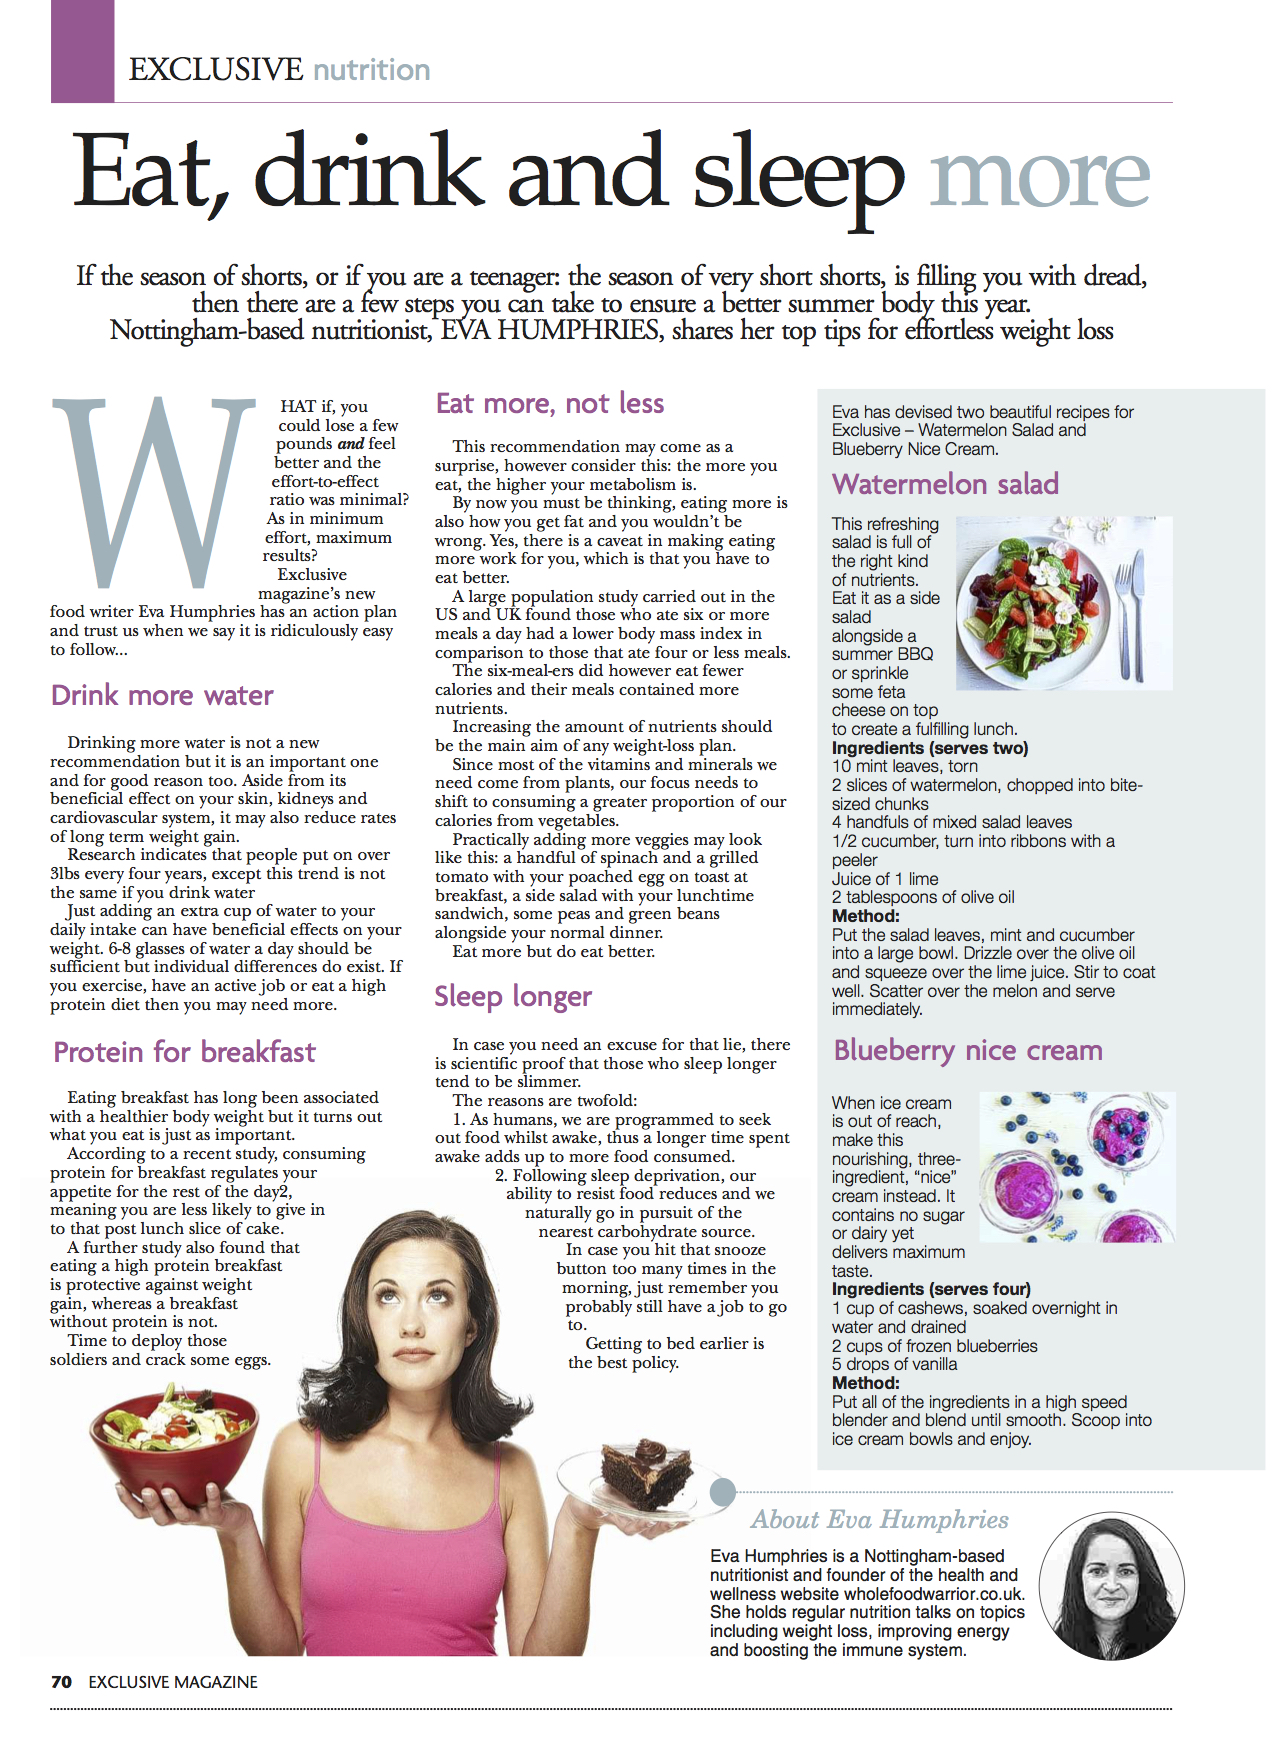 EXCLUSIVE nutrition
Eat, drink and sleep more
If the season of shorts, or if you are a teenager: the season of very short shorts, is filling you with dread,
then there are a few steps you can take to ensure a better summer body this year.
Nottingham-based nutritionist, EVA HUMPHRIES, shares her top tips for effortless weight loss
WHAT if, you
could lose a few
pounds and feel
better and the
effort-to-effect
ratio was minimal?
As in minimum
effort, maximum
results?
Exclusive
magazine's new
food writer Eva Humphries has an action plan
and trust us when we say it is ridiculously easy
to follow...
Drink more water
Drinking more water is not a new
recommendation but it is an important one
and for good reason too. Aside from its
beneficial effect on your skin, kidneys and
cardiovascular system, it may also reduce rates
of long term weight gain.
Research indicates that people put on over
3lbs every four years, except this trend is not
the same if you drink water
Just adding an extra cup of water to your
daily intake can have beneficial effects on your
weight. 6-8 glasses of water a day should be
sufficient but individual differences do exist. If
you exercise, have an active job or eat a high
protein diet then you may need more.
Protein for breakfast
Eating breakfast has long been associated
with a healthier body weight but it turns out
what you eat is just as important.
According to a recent study, consuming
protein for breakfast regulates your
appetite for the rest of the day2,
meaning you are less likely to give in
to that post lunch slice of cake.
A further study also found that
eating a high protein breakfast
is protective against weight
gain, whereas a breakfast
without protein is not.
Time to deploy those
soldiers and crack some eggs.
Eat more, not less
This recommendation may come as a
surprise, however consider this: the more you
eat, the higher your metabolism is.
By now you must be thinking, eating more is
also how you get fat and you wouldn't be
wrong. Yes, there is a caveat in making eating
more work for you, which is that you have to
eat better.
A large population study carried out in the
US and UK found those who ate six or more
meals a day had a lower body mass index in
comparison to those that ate four or less meals.
The six-meal-ers did however eat fewer
calories and their meals contained more
nutrients.
Increasing the amount of nutrients should
be the main aim of any weight-loss plan.
Since most of the vitamins and minerals we
need come from plants, our focus needs to
shift to consuming a greater proportion of our
calories from vegetables.
Practically adding more veggies may look
like this: a handful of spinach and a grilled
tomato with your poached egg on toast at
breakfast, a side salad with your lunchtime
sandwich, some peas and green beans
alongside your normal dinner.
Eat more but do eat better.
Sleep longer
In case you need an excuse for that lie, there
is scientific proof that those who sleep longer
tend to be slimmer.
The reasons are twofold:
1. As humans, we are programmed to seek
out food whilst awake, thus a longer time spent
awake adds up to more food consumed.
2. Following sleep deprivation, our
ability to resist food reduces and we
naturally go in pursuit of the
nearest carbohydrate source.
In case you hit that snooze
button too many times in the
morning, just remember you
probably still have a job to go
to.
Getting to bed earlier is
the best policy.
Eva has devised two beautiful recipes for
Exclusive – Watermelon Salad and
Blueberry Nice Cream.
Watermelon salad
This refreshing
salad is full of
the right kind
of nutrients.
Eat it as a side
salad
alongside a
summer BBQ
or sprinkle
some feta
cheese on top
to create a fulfilling lunch.
Ingredients (serves two)
10 mint leaves, torn
2 slices of watermelon, chopped into bite-
sized chunks
4 handfuls of mixed salad leaves
1/2 cucumber, turn into ribbons with a
peeler
Juice of 1 lime
2 tablespoons of olive oil
Method:
Put the salad leaves, mint and cucumber
into a large bowl. Drizzle over the olive oil
and squeeze over the lime juice. Stir to coat
well. Scatter over the melon and serve
immediately.
Blueberry nice cream
When ice cream
is out of reach,
make this
nourishing, three-
ingredient, "nice"
cream instead. It
contains no sugar
or dairy yet
delivers maximum
taste.
Ingredients (serves four)
1 cup of cashews, soaked overnight in
water and drained
2 cups of frozen blueberries
5 drops of vanilla
Method:
Put all of the ingredients in a high speed
blender and blend until smooth. Scoop into
ice cream bowls and enjoy.
About Eva Humphries
Eva Humphries is a Nottingham-based
nutritionist and founder of the health and
wellness website wholefoodwarrior.co.uk.
She holds regular nutrition talks on topics
including weight loss, improving energy
and boosting the immune system.
70 EXCLUSIVE MAGAZINE